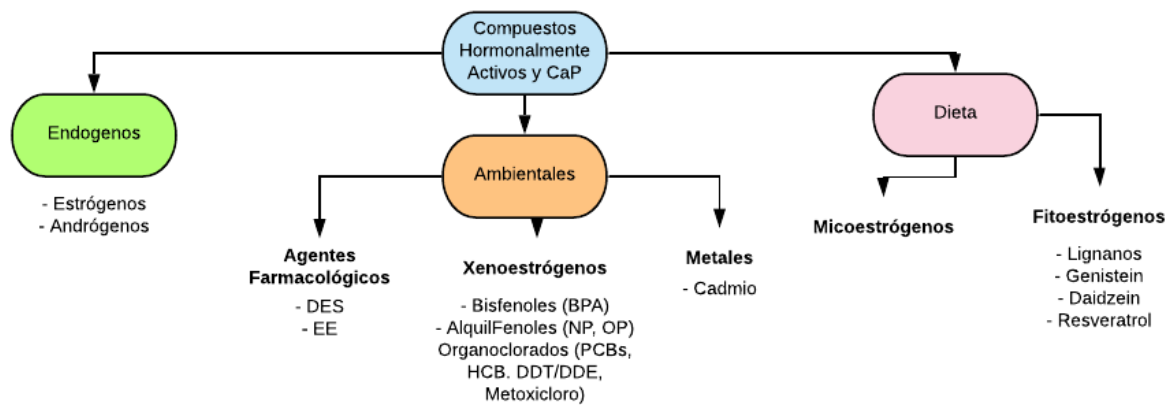 Compuestos
Hormonalmente
Activos y CaP
Endogenos
- Estrógenos
- Andrógenos
Ambientales
Agentes
Farmacológicos
- DES
- EE
Xenoestrógenos
- Bisfenoles (BPA)
- AlquilFenoles (NP, OP)
Organoclorados (PCBs,
HCB. DDT/DDE,
Metoxicloro)
Metales
- Cadmio
Dieta
Micoestrógenos
Fitoestrógenos
- Lignanos
- Genistein
- Daidzein
- Resveratrol